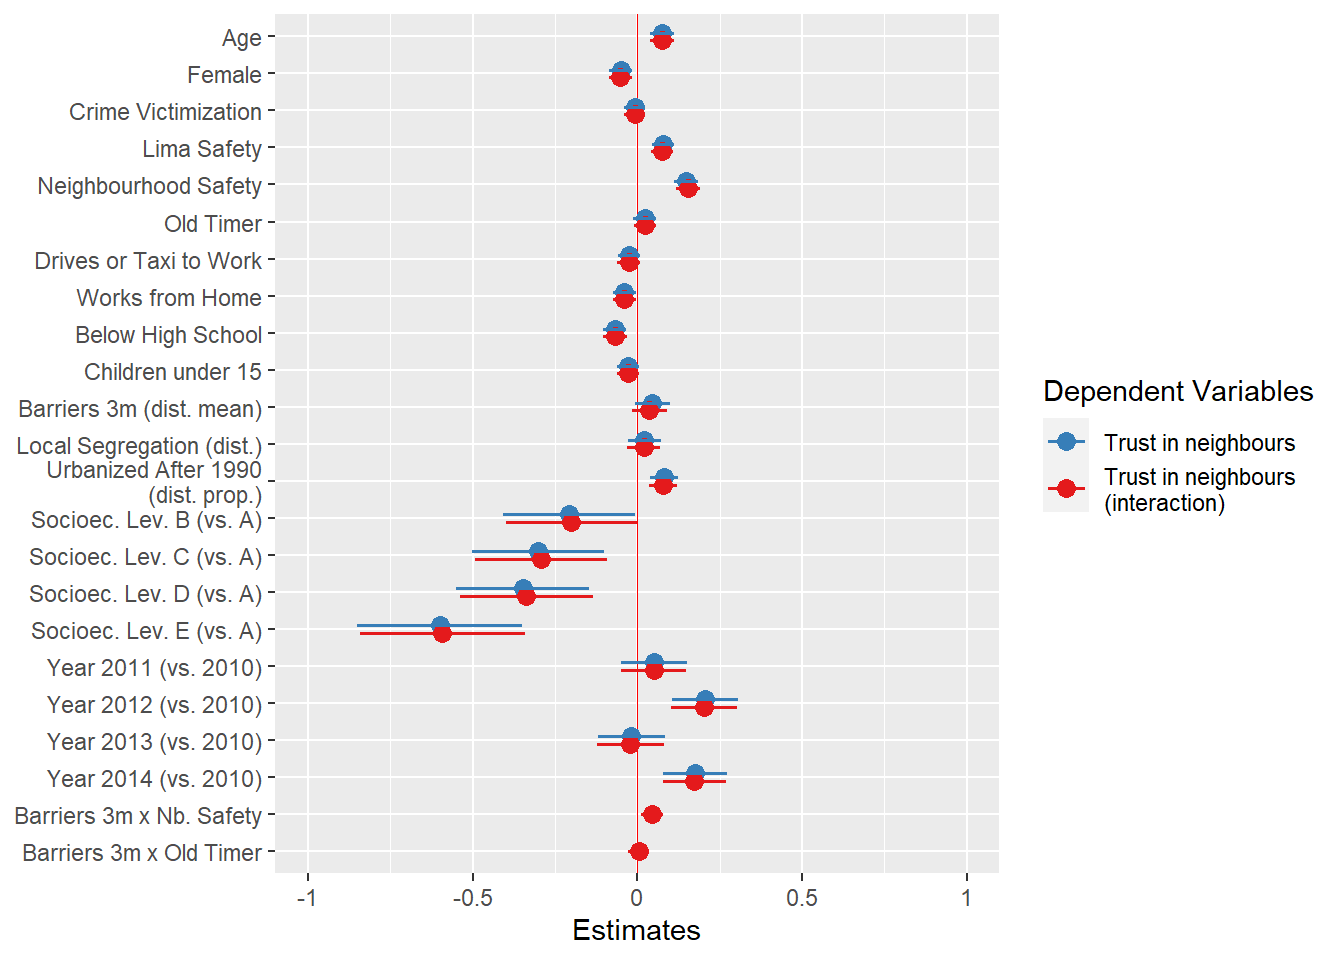 Age
Female
Crime Victimization
Lima Safety
Neighbourhood Safety
Old Timer
Drives or Taxi to Work
Works from Home
Below High School
Children under 15
Barriers 3m (dist. mean)
Local Segregation (dist.)
Urbanized After 1990
(dist. prop.)
Socioec. Lev. B (vs. A)
Socioec. Lev. C (vs. A)
Socioec. Lev. D (vs. A)
Socioec. Lev. E (vs. A)
Year 2011 (vs. 2010)
Year 2012 (vs. 2010)
Year 2013 (vs. 2010)
Year 2014 (vs. 2010)
Barriers 3m x Nb. Safety
Barriers 3m x Old Timer
-1 -0.5 0 0.5 1
Estimates
Dependent Variables
Trust in neighbours
Trust in neighbours
(interaction)